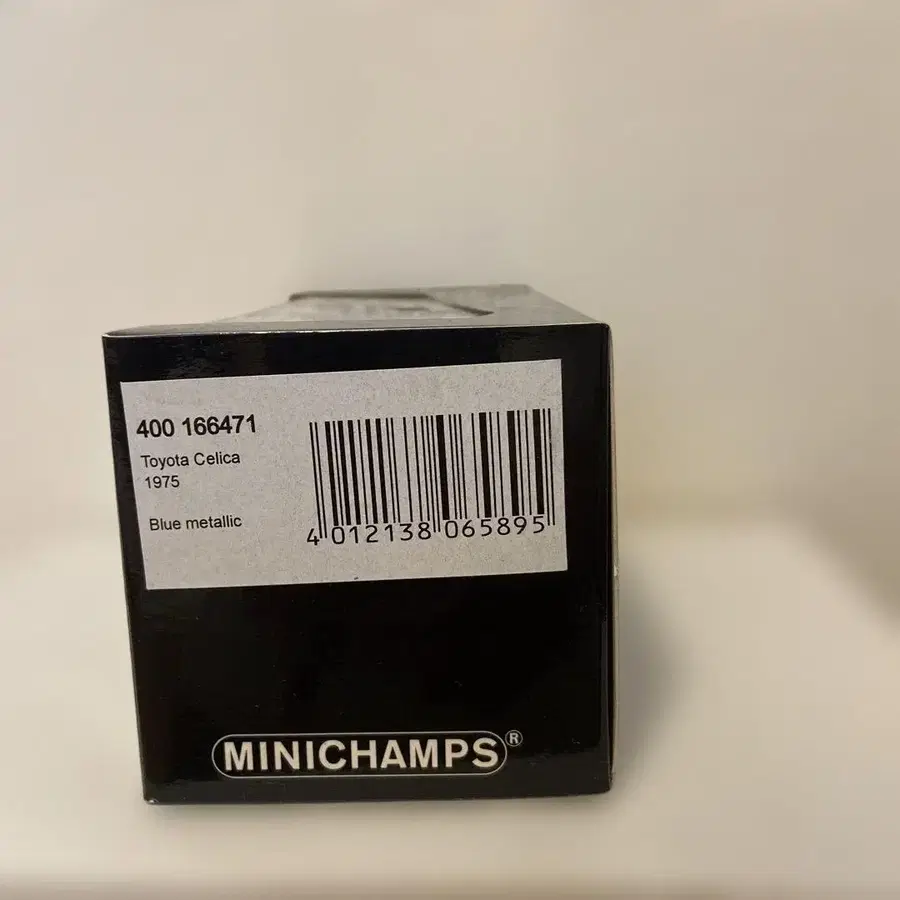 400 166471
Toyota Celica
1975
Blue metallic
4 012138 065895
MINICHAMPS®